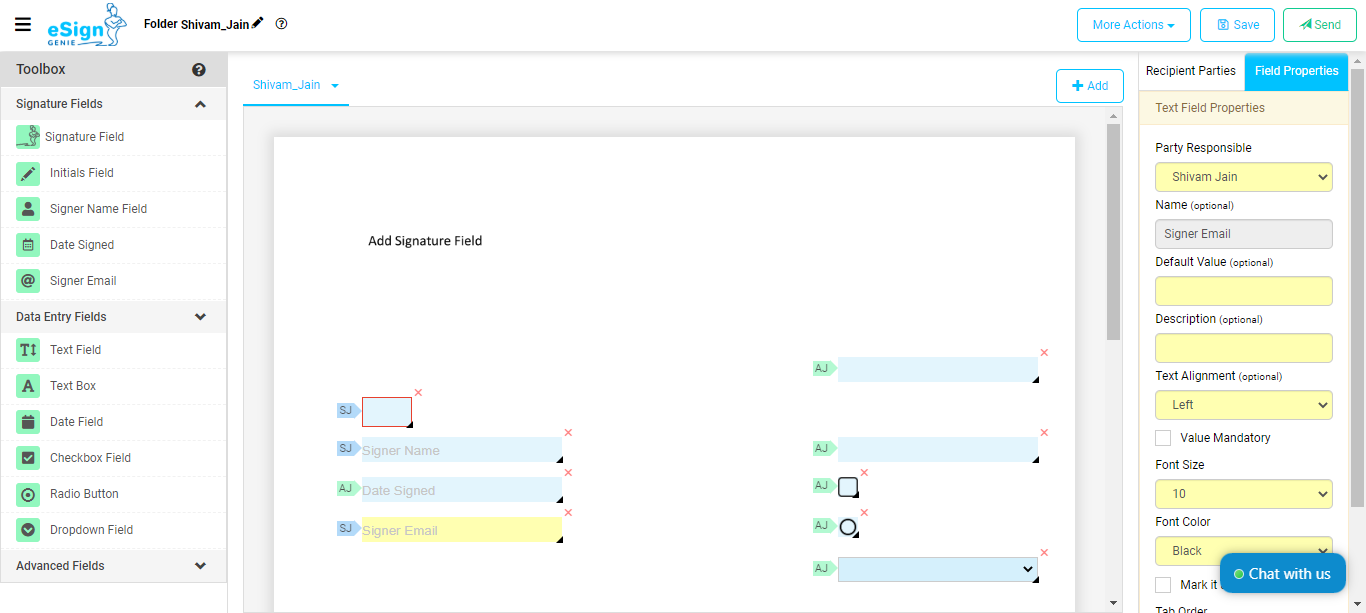 eSign
GENIE
Folder Shivam_Jain
More Actions
Save
Send
Toolbox
Signature Fields
Signature Field
Initials Field
Signer Name Field
Date Signed
Signer Email
Data Entry Fields
Text Field
Text Box
Date Field
Checkbox Field
Radio Button
Dropdown Field
Advanced Fields
Shivam_Jain
Add
Add Signature Field
AJ
SJ
SJ Signer Name
AJ
AJ Date Signed
AJ
SJ Signer Email
AJ
AJ
Recipient Parties
Field Properties
Text Field Properties
Party Responsible
Shivam Jain
Name (optional)
Signer Email
Default Value (optional)
Description (optional)
Text Alignment (optional)
Left
Value Mandatory
Font Size
10
Font Color
Black
Mark it
Chat with us
Tab Order